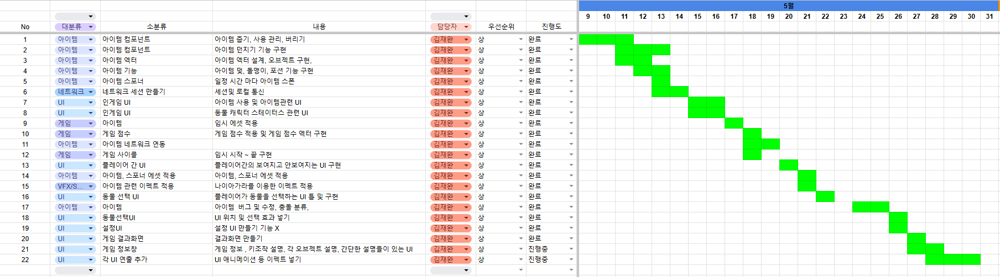 5월
9 10 11 12 13 14 15 16 17 18 19 20 21 22 23 24 25 26 27 28 29 30 31
No 대분류 소분류 내용 담당자 우선순위 진행도
1 아이템 아이템 컴포넌트 아이템 줍기, 사용 관리, 버리기 김재완 상 완료
2 아이템 아이템 컴포넌트 아이템 던지기 기능 구현 김재완 상 완료
3 아이템 아이템 엑터 아이템 엑터 설계, 오브젝트 구현, 김재완 상 완료
4 아이템 아이템 기능 아이템 덫, 돌맹이, 포션 기능 구현 김재완 상 완료
5 아이템 아이템 스포너 일정 시간 마다 아이템 스폰 김재완 상 완료
6 네트워크 네트워크 세션 만들기 세션및 로컬 통신 김재완 상 완료
7 UI 인게임 UI 아이템 사용 및 아이템관련 UI 김재완 상 완료
8 UI 인게임 UI 동물 캐릭터 스테이터스 관련 UI 김재완 상 완료
9 게임 아이템 임시 에셋 적용 김재완 상 완료
10 게임 게임 점수 게임 점수 적용 및 게임 점수 엑터 구현 김재완 상 완료
11 아이템 아이템 네트워크 연동 김재완 상 완료
12 게임 게임 사이클 임시 시작 ~ 끝 구현 김재완 상 완료
13 UI 플레이어 간 UI 플레이어간의 보여지고 안보여지는 UI 구현 김재완 상 완료
14 아이템 아이템, 스포너 에셋 적용 아이템, 스포너 에셋 적용 김재완 상 완료
15 VFX/S... 아이템 관련 이펙트 적용 나이아가라를 이용한 이펙트 적용 김재완 상 완료
16 UI 동물 선택 UI 플레이어가 동물을 선택하는 UI 틀 및 구현 김재완 상 완료
17 아이템 아이템 아이템  버그 및 수정, 충돌 분류, 김재완 상 완료
18 UI 동물선택UI UI 위치 및 선택 효과 넣기 김재완 상 완료
19 UI 설정UI 설정 UI 만들기 기능 X 김재완 상 완료
20 UI 게임 결과화면 결과화면 만들기 김재완 상 완료
21 UI 게임 정보창 게임 정보 , 키조작 설명, 각 오브젝트 설명, 간단한 설명들이 있는 UI 김재완 상 진행중
22 UI 각 UI 연출 추가 UI 애니메이션 등 이펙트 넣기 김재완 상 진행중